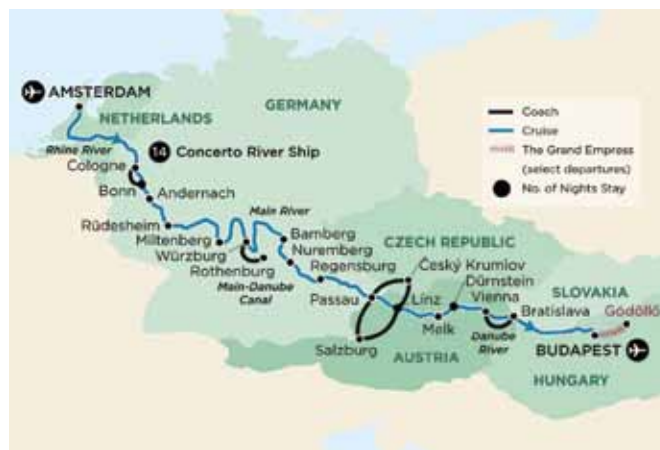 AMSTERDAM
NETHERLANDS
GERMANY
Rhine River
14 Concerto River Ship
Cologne
Bonn
Andernach
Rüdesheim
Main River
Miltenberg
Würzburg
Rothenburg
Main-Danube
Canal
Bamberg
Nuremberg
Regensburg
CZECH REPUBLIC
Český Krumlov
Passau
Linz
Dürnstein
Vienna
Melk
Salzburg
AUSTRIA
Danube
River
Bratislava
SLOVAKIA
Gödöllő
BUDAPEST
HUNGARY
Coach
Cruise
The Grand Empress
(select departures)
No. of Nights Stay